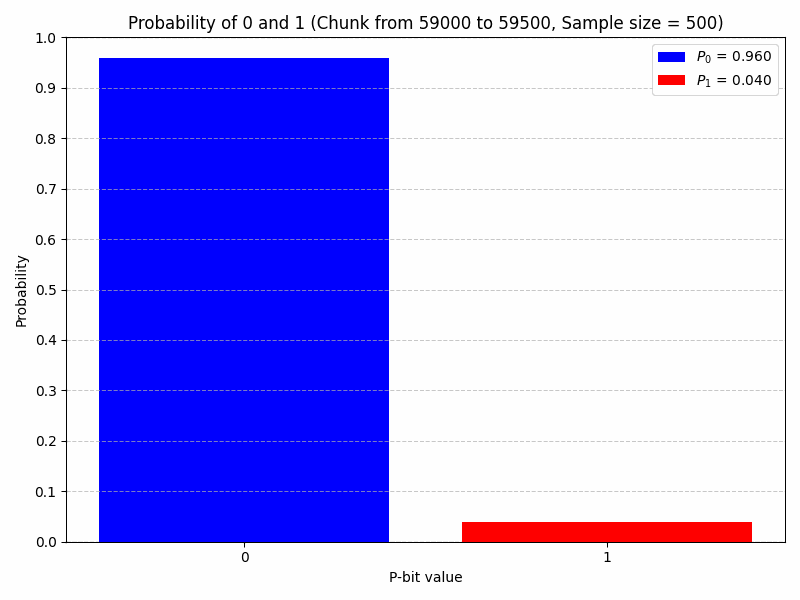 Probability of 0 and 1 (Chunk from 59000 to 59500, Sample size = 500)
P₀ = 0.960
P₁ = 0.040
1.0
0.9
0.8
0.7
0.6
0.5
0.4
0.3
0.2
0.1
0.0
Probability
0 1
P-bit value